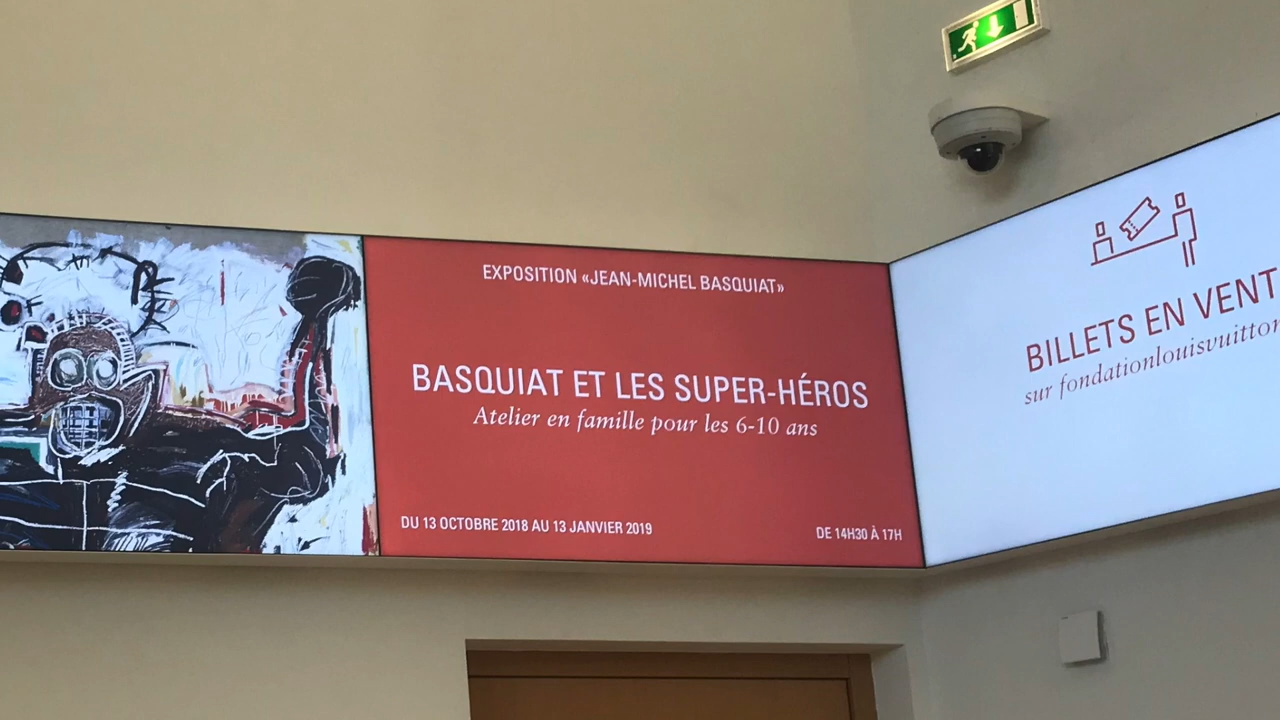 EXPOSITION «JEAN-MICHEL BASQUIAT»
BASQUIAT ET LES SUPER-HÉROS
Atelier en famille pour les 6-10 ans
DU 13 OCTOBRE 2018 AU 13 JANVIER 2019
DE 14H30 À 17H
BILLETS EN VENT
sur fondationlouisvuitton